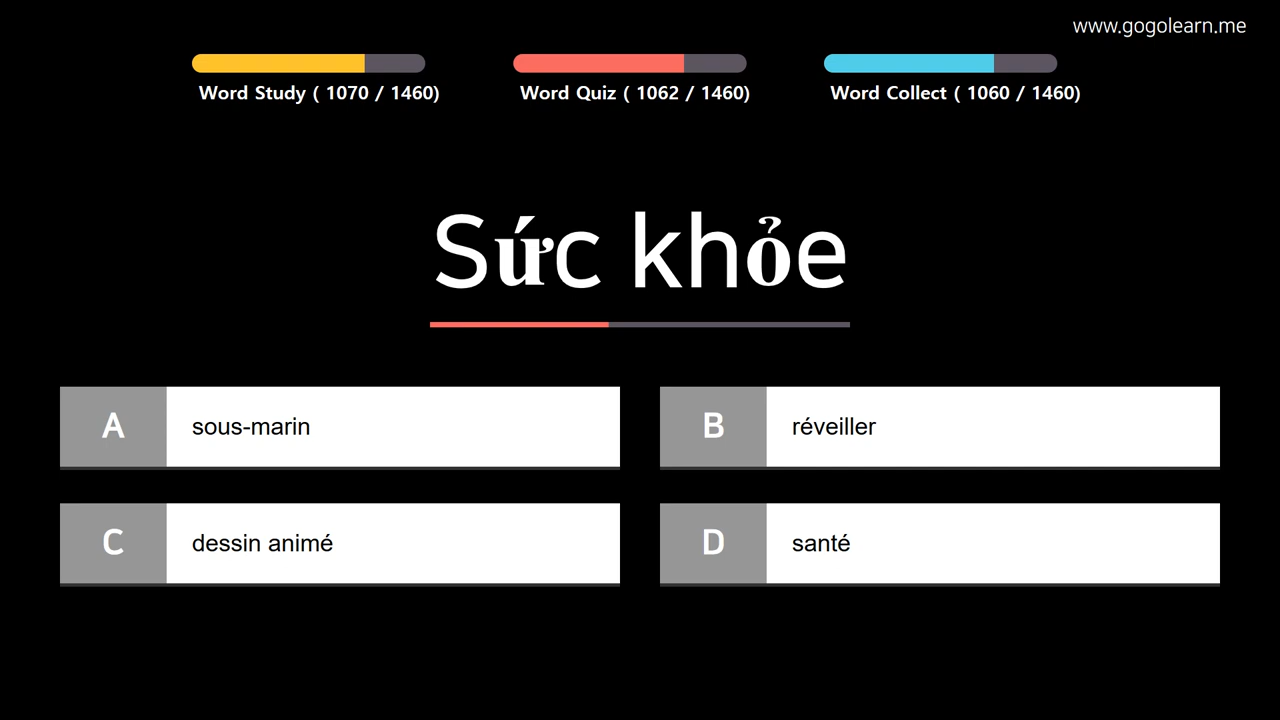 www.gogolearn.me
Word Study ( 1070 / 1460)
Word Quiz ( 1062 / 1460)
Word Collect ( 1060 / 1460)
Sức khỏe
A sous-marin
B réveiller
C dessin animé
D santé